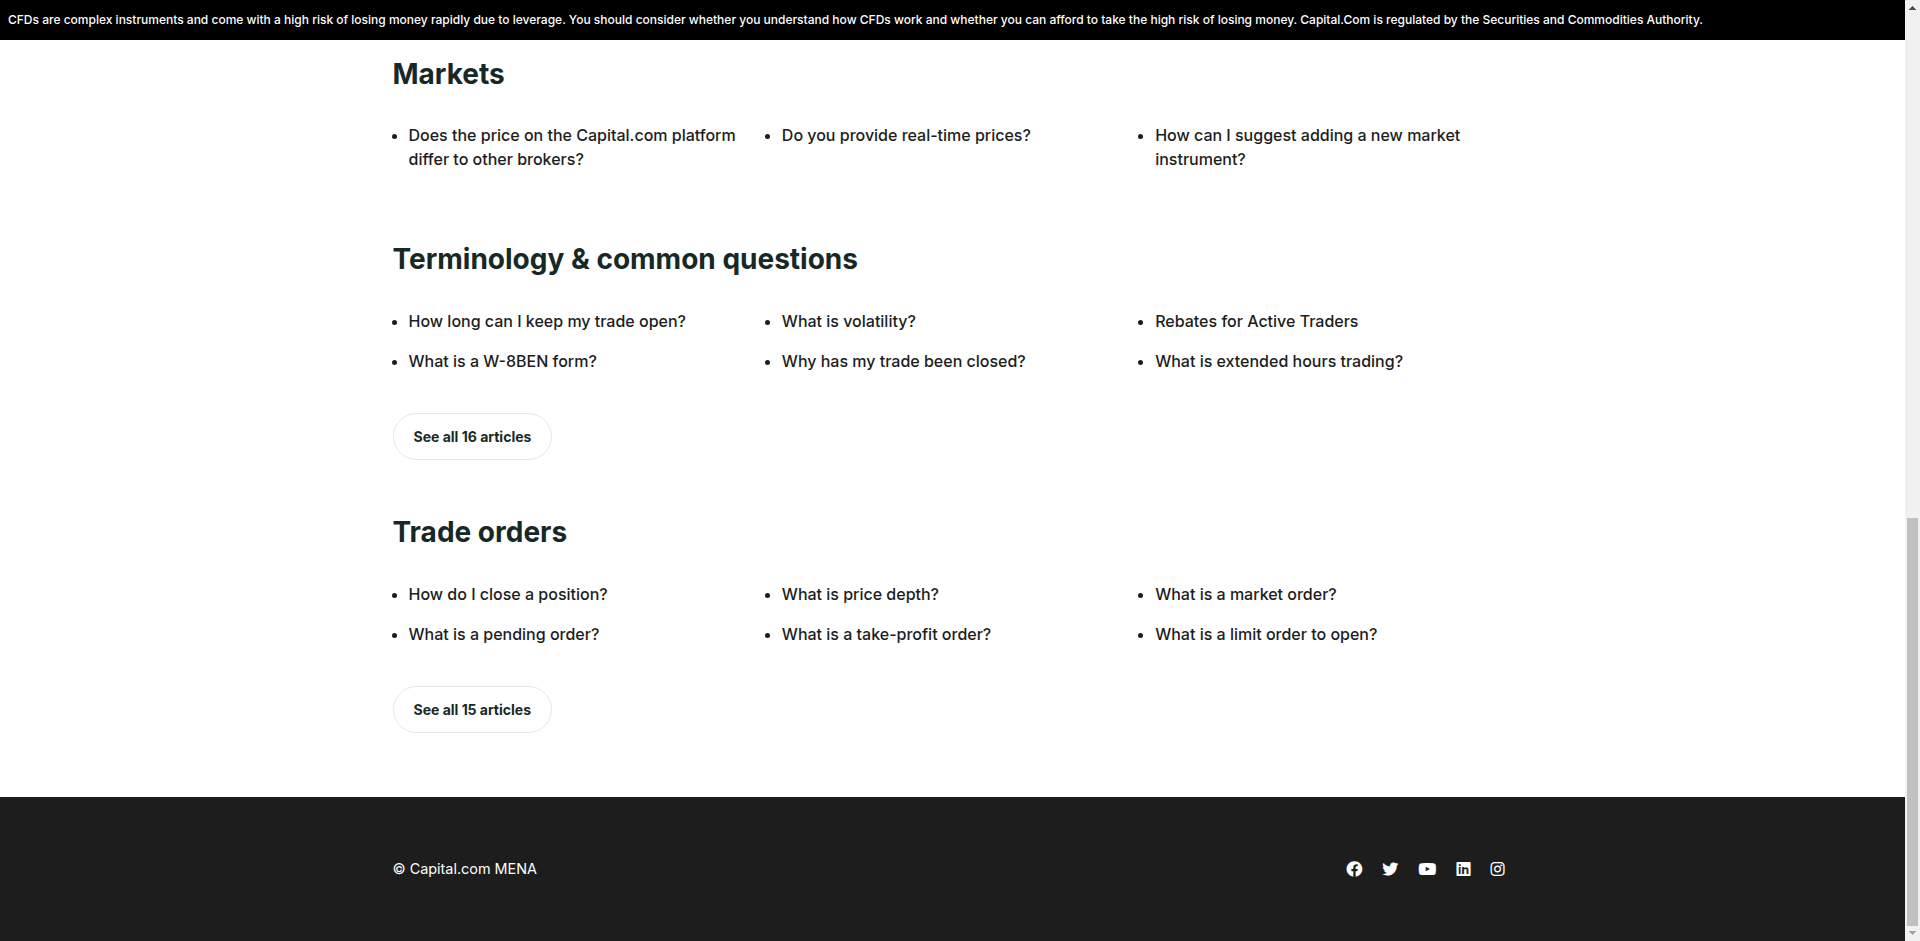 CFDs are complex instruments and come with a high risk of losing money rapidly due to leverage. You should consider whether you understand how CFDs work and whether you can afford to take the high risk of losing money. Capital.Com is regulated by the Securities and Commodities Authority.
Markets
Does the price on the Capital.com platform
differ to other brokers?
Do you provide real-time prices?
How can I suggest adding a new market
instrument?
Terminology & common questions
How long can I keep my trade open?
What is volatility?
Rebates for Active Traders
What is a W-8BEN form?
Why has my trade been closed?
What is extended hours trading?
See all 16 articles
Trade orders
How do I close a position?
What is price depth?
What is a market order?
What is a pending order?
What is a take-profit order?
What is a limit order to open?
See all 15 articles
© Capital.com MENA